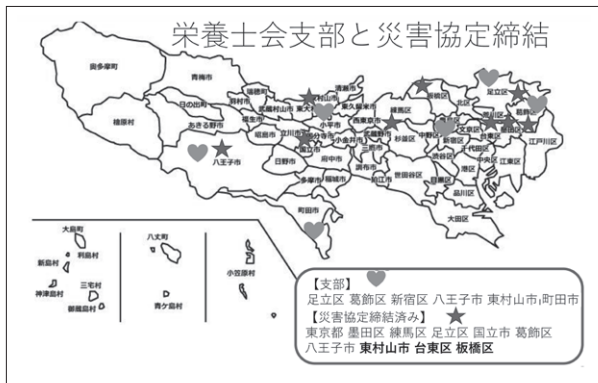 栄養士会支部と災害協定締結
奥多摩町
青梅市
瑞穂町
清瀬市
日の出町
羽村市
武蔵村山市
東村山市
東久留米市
板橋区
足立区
北区
葛飾区
練馬区
檜原村
あきる野市
福生市
小平市
西東京市
荒川区
昭島市
立川市
国分寺市
小金井市
武蔵野市
中野区
杉並区
文京区
台東区
墨田区
新宿区
千代田区
江戸川区
八王子市
国立市
三鷹市
日野市
府中市
調布市
渋谷区
中央区
江東区
港区
世田谷区
目黒区
多摩市
稲城市
狛江市
品川区
町田市
大田区
大島町
利島村
新島村
神津島村
三宅村
御蔵島村
八丈町
青ケ島村
小笠原村
【支部】
足立区 葛飾区 新宿区 八王子市 東村山市 町田市
【災害協定締結済み】
東京都 墨田区 練馬区 足立区 国立市 葛飾区
八王子市 東村山市 台東区 板橋区